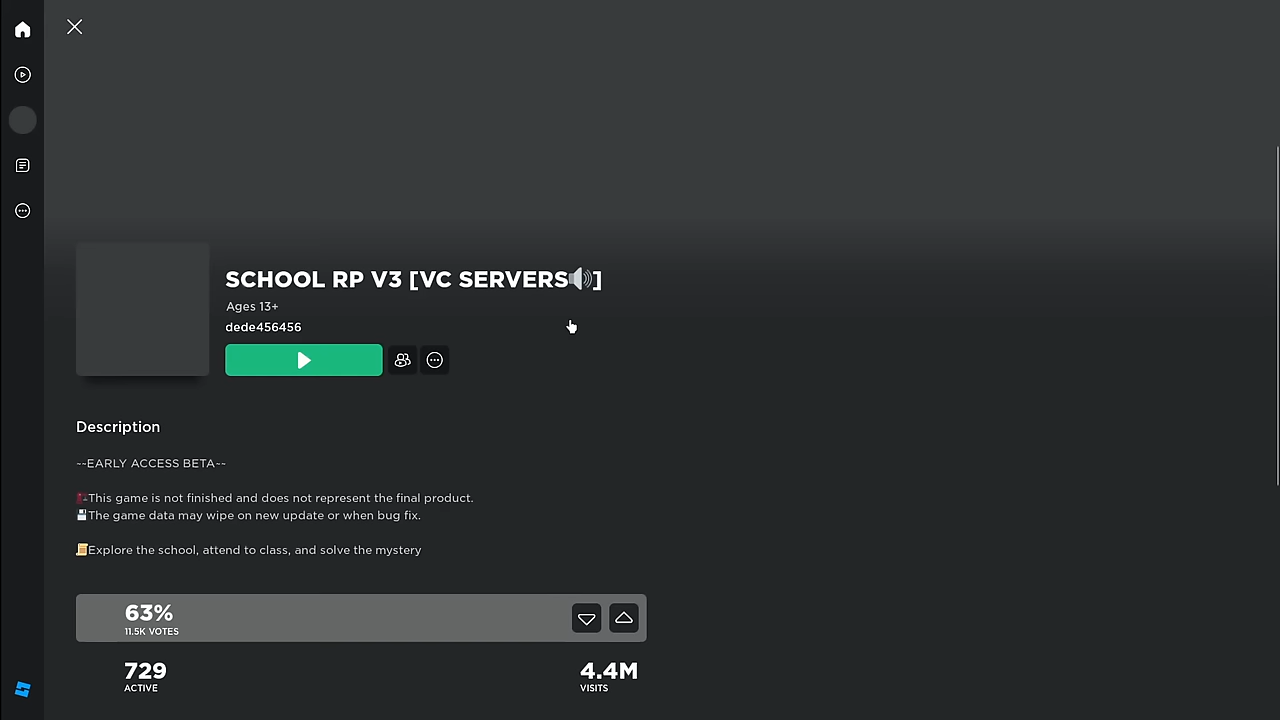 SCHOOL RP V3 [VC SERVERS🔊]
Ages 13+
dede456456
Description
~~EARLY ACCESS BETA~~
This game is not finished and does not represent the final product.
💾The game data may wipe on new update or when bug fix.
📜Explore the school, attend to class, and solve the mystery
63%
11.5K VOTES
729
ACTIVE
4.4M
VISITS